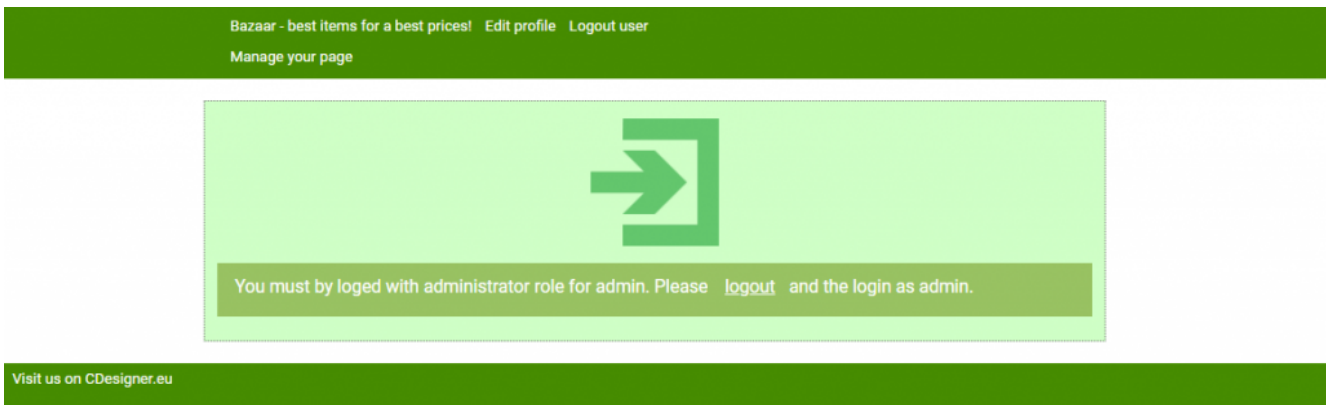 Bazaar - best items for a best prices! Edit profile Logout user
Manage your page
You must by loged with administrator role for admin. Please logout and the login as admin.
Visit us on CDesigner.eu